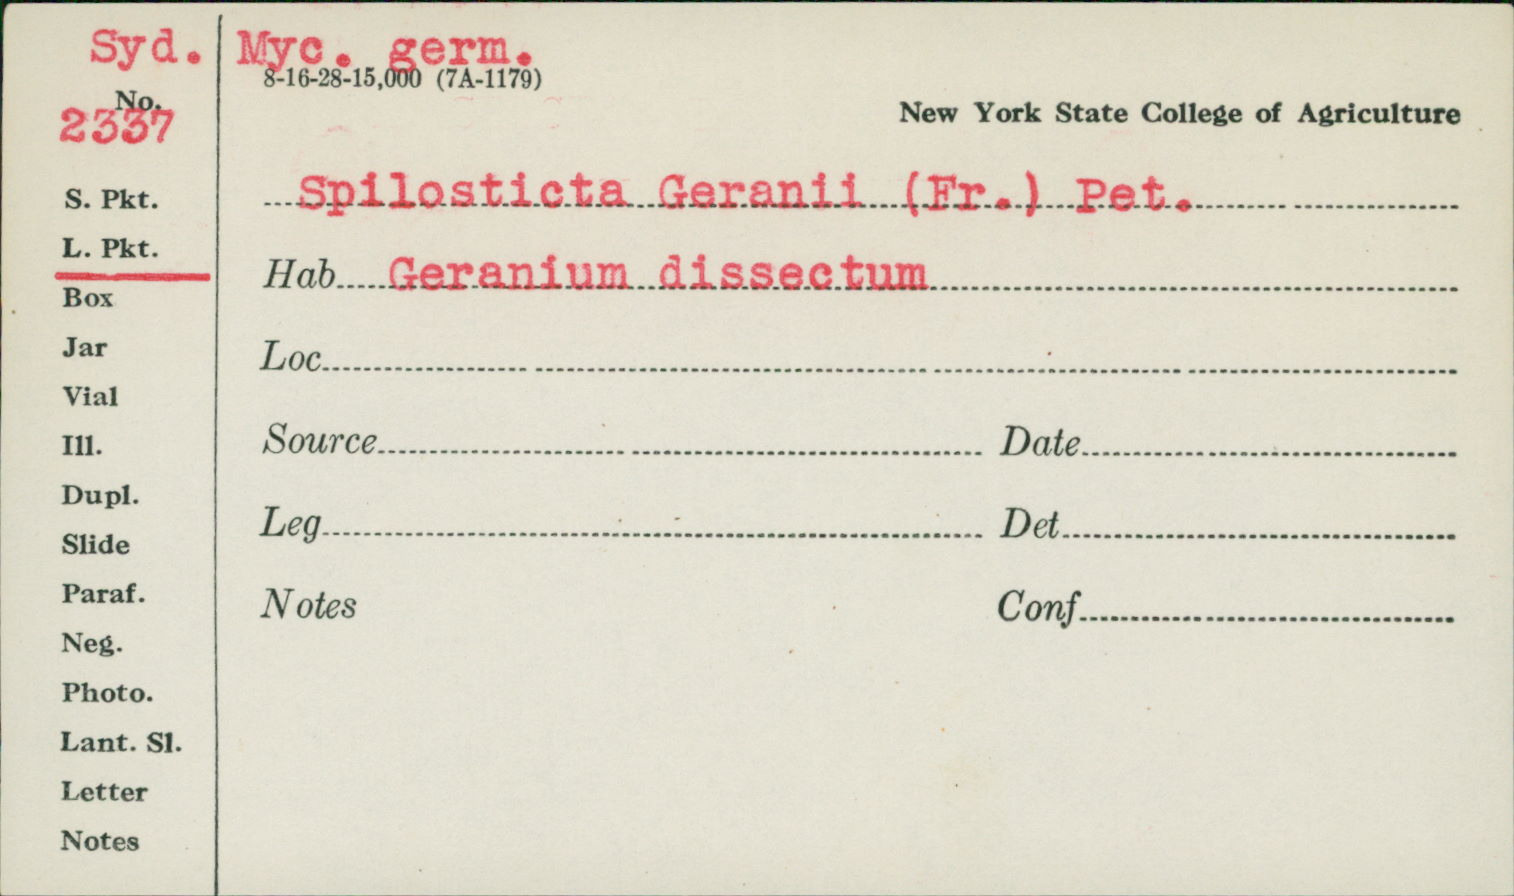 Syd. Myc. germ.
8-16-28-15,000 (7A-1179)
No.
2337
New York State College of Agriculture
S. Pkt.
Spilosticta Geranii (Fr.) Pet.
L. Pkt.
Hab. Geranium dissectum
Box
Jar
Loc.
Vial
Ill.
Source
Date
Dupl.
Slide
Leg
Det
Paraf.
Notes
Conf
Neg.
Photo.
Lant. Sl.
Letter
Notes